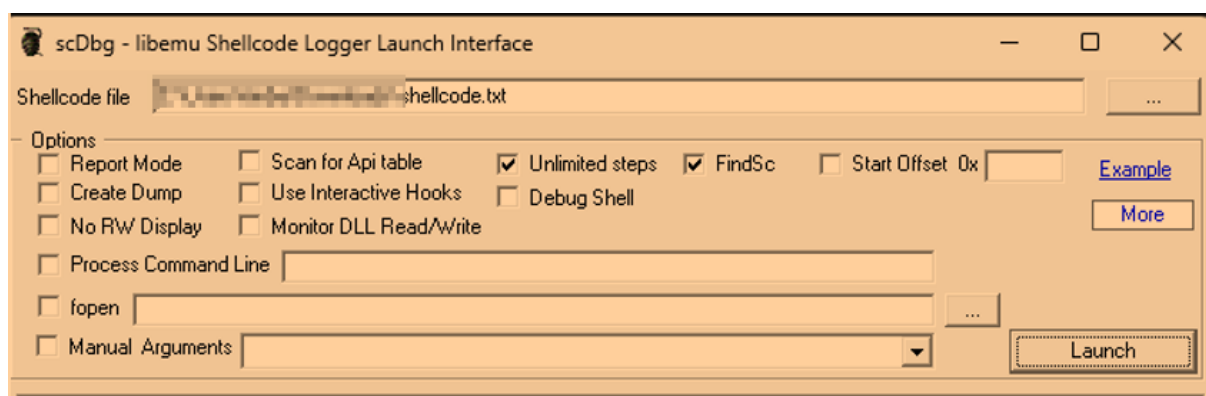 scDbg - libemu Shellcode Logger Launch Interface
Shellcode file shellcode.txt ...
Options
Report Mode Scan for Api table Unlimited steps FindSc Start Offset 0x Example
Create Dump Use Interactive Hooks Debug Shell
No RW Display Monitor DLL Read/Write More
Process Command Line
fopen ...
Manual Arguments Launch